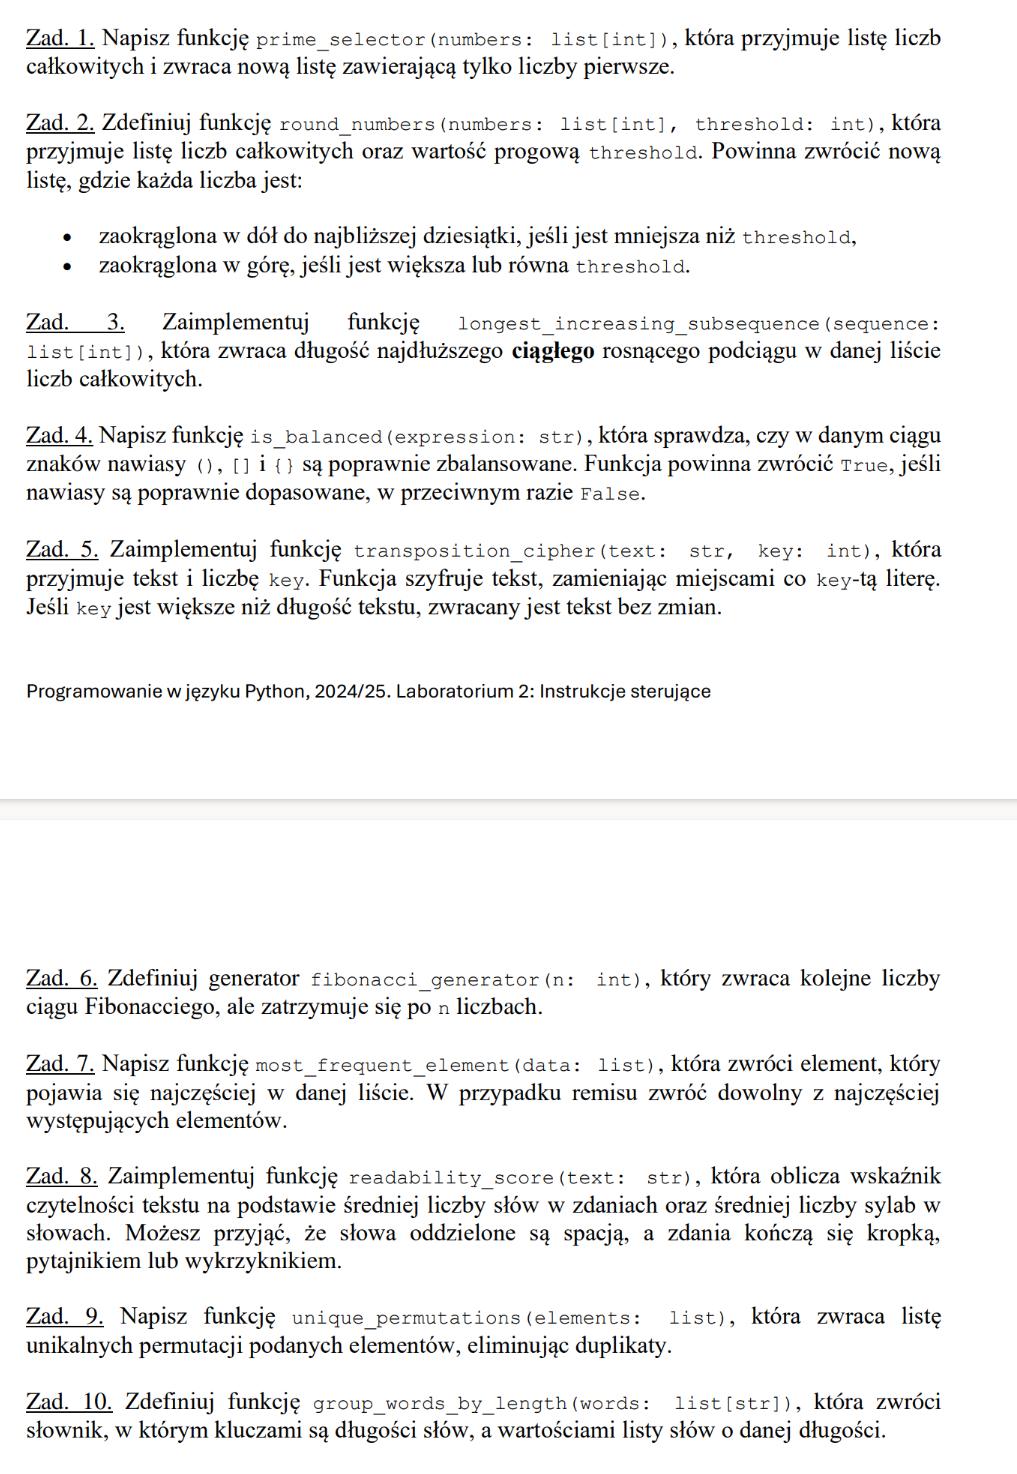 Zad. 1. Napisz funkcję prime_selector(numbers: list[int]), która przyjmuje listę liczb
całkowitych i zwraca nową listę zawierającą tylko liczby pierwsze.
Zad. 2. Zdefiniuj funkcję round_numbers(numbers: list[int], threshold: int), która
przyjmuje listę liczb całkowitych oraz wartość progową threshold. Powinna zwrócić nową
listę, gdzie każda liczba jest:
• zaokrąglona w dół do najbliższej dziesiątki, jeśli jest mniejsza niż threshold,
• zaokrąglona w górę, jeśli jest większa lub równa threshold.
Zad. 3. Zaimplementuj funkcję longest_increasing_subsequence(sequence:
list[int]), która zwraca długość najdłuższego ciągłego rosnącego podciągu w danej liście
liczb całkowitych.
Zad. 4. Napisz funkcję is_balanced(expression: str), która sprawdza, czy w danym ciągu
znaków nawiasy (), [] i {} są poprawnie zbalansowane. Funkcja powinna zwrócić True, jeśli
nawiasy są poprawnie dopasowane, w przeciwnym razie False.
Zad. 5. Zaimplementuj funkcję transposition_cipher(text: str, key: int), która
przyjmuje tekst i liczbę key. Funkcja szyfruje tekst, zamieniając miejscami co key-tą literę.
Jeśli key jest większe niż długość tekstu, zwracany jest tekst bez zmian.
Programowanie w języku Python, 2024/25. Laboratorium 2: Instrukcje sterujące
Zad. 6. Zdefiniuj generator fibonacci_generator(n: int), który zwraca kolejne liczby
ciągu Fibonacciego, ale zatrzymuje się po n liczbach.
Zad. 7. Napisz funkcję most_frequent_element(data: list), która zwróci element, który
pojawia się najczęściej w danej liście. W przypadku remisu zwróć dowolny z najczęściej
występujących elementów.
Zad. 8. Zaimplementuj funkcję readability_score(text: str), która oblicza wskaźnik
czytelności tekstu na podstawie średniej liczby słów w zdaniach oraz średniej liczby sylab w
słowach. Możesz przyjąć, że słowa oddzielone są spacją, a zdania kończą się kropką,
pytajnikiem lub wykrzyknikiem.
Zad. 9. Napisz funkcję unique_permutations(elements: list), która zwraca listę
unikalnych permutacji podanych elementów, eliminując duplikaty.
Zad. 10. Zdefiniuj funkcję group_words_by_length(words: list[str]), która zwróci
słownik, w którym kluczami są długości słów, a wartościami listy słów o danej długości.